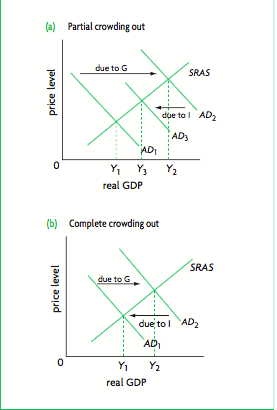 (a) Partial crowding out
due to G
SRAS
price level
due to I
AD2
AD3
AD1
0
Y1
Y3
Y2
real GDP
(b) Complete crowding out
SRAS
due to G
price level
due to I
AD2
AD1
0
Y1
Y2
real GDP